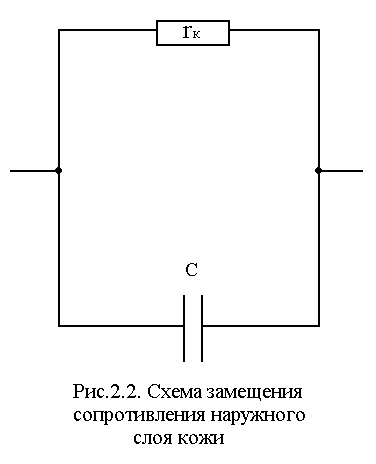 rк
C
Рис.2.2. Схема замещения
сопротивления наружного
слоя кожи